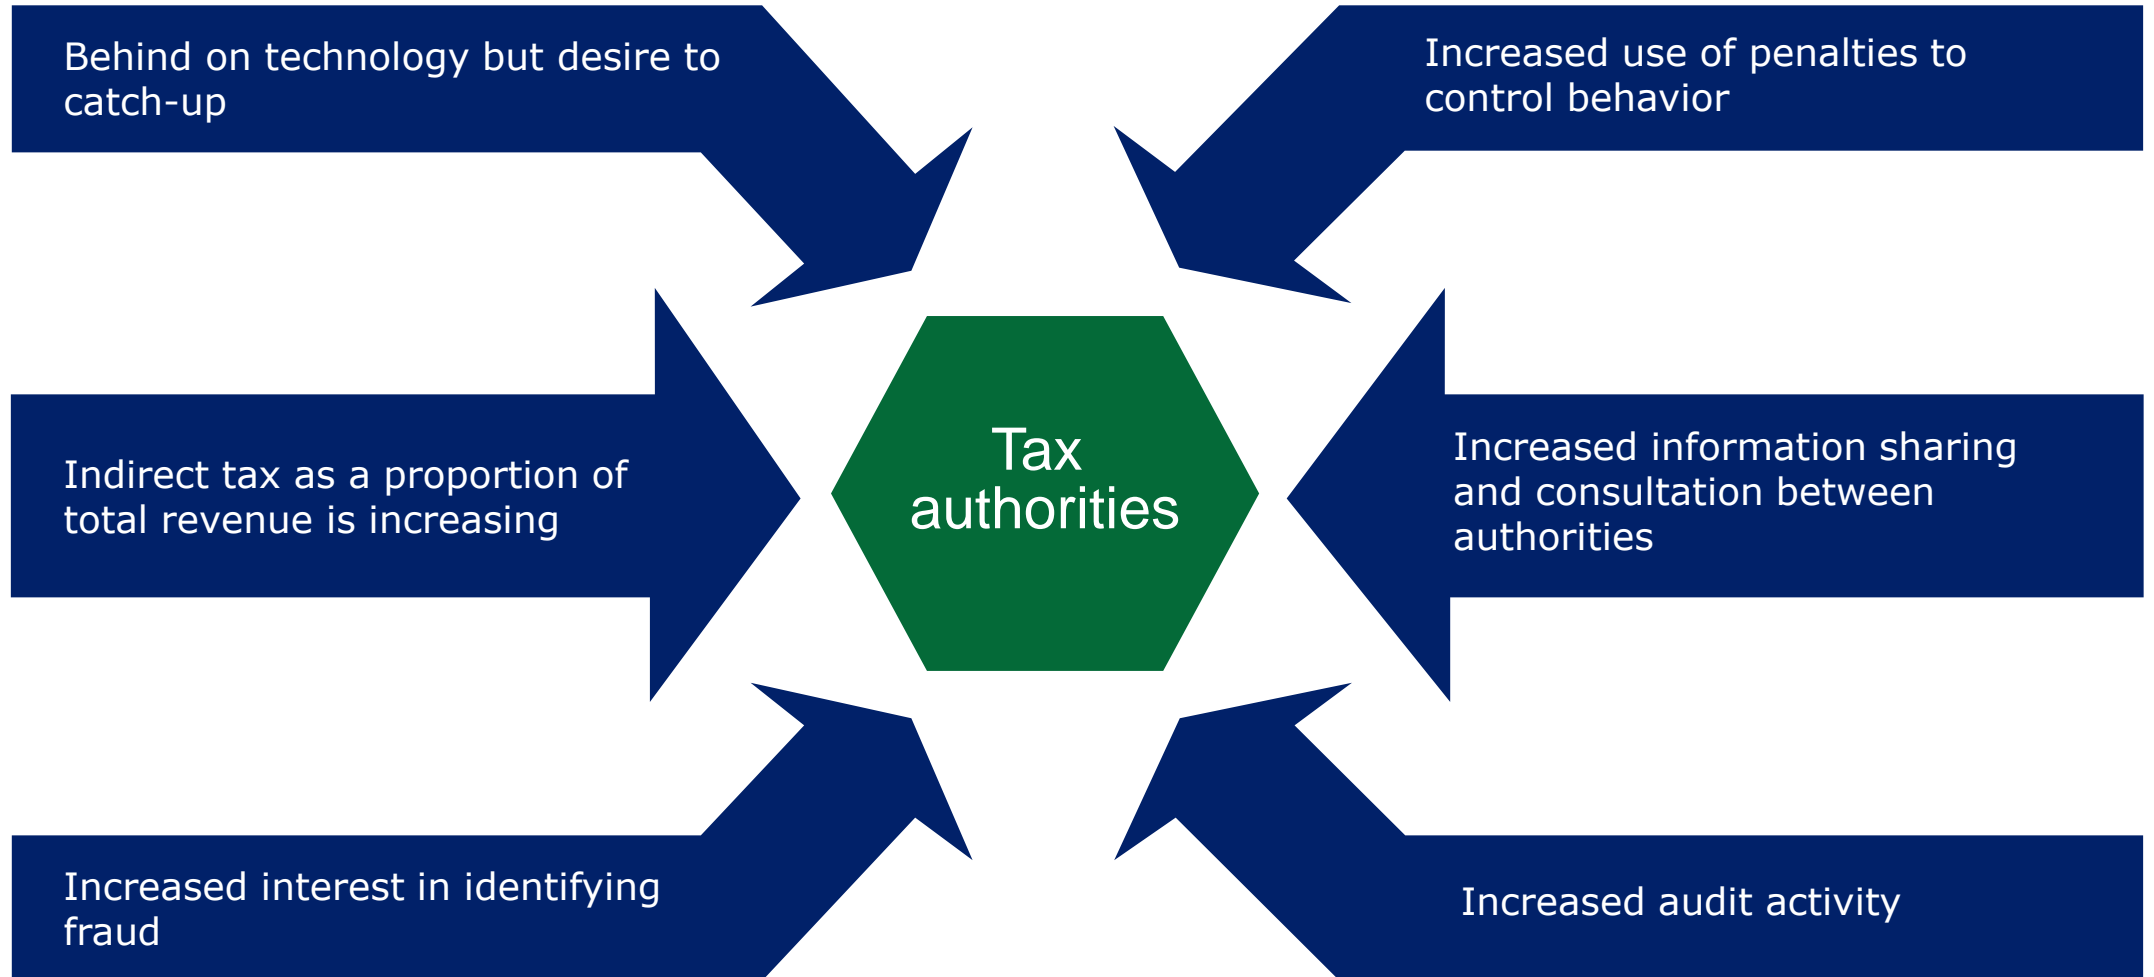 Behind on technology but desire to
catch-up
Increased use of penalties to
control behavior
Indirect tax as a proportion of
total revenue is increasing
Tax
authorities
Increased information sharing
and consultation between
authorities
Increased interest in identifying
fraud
Increased audit activity